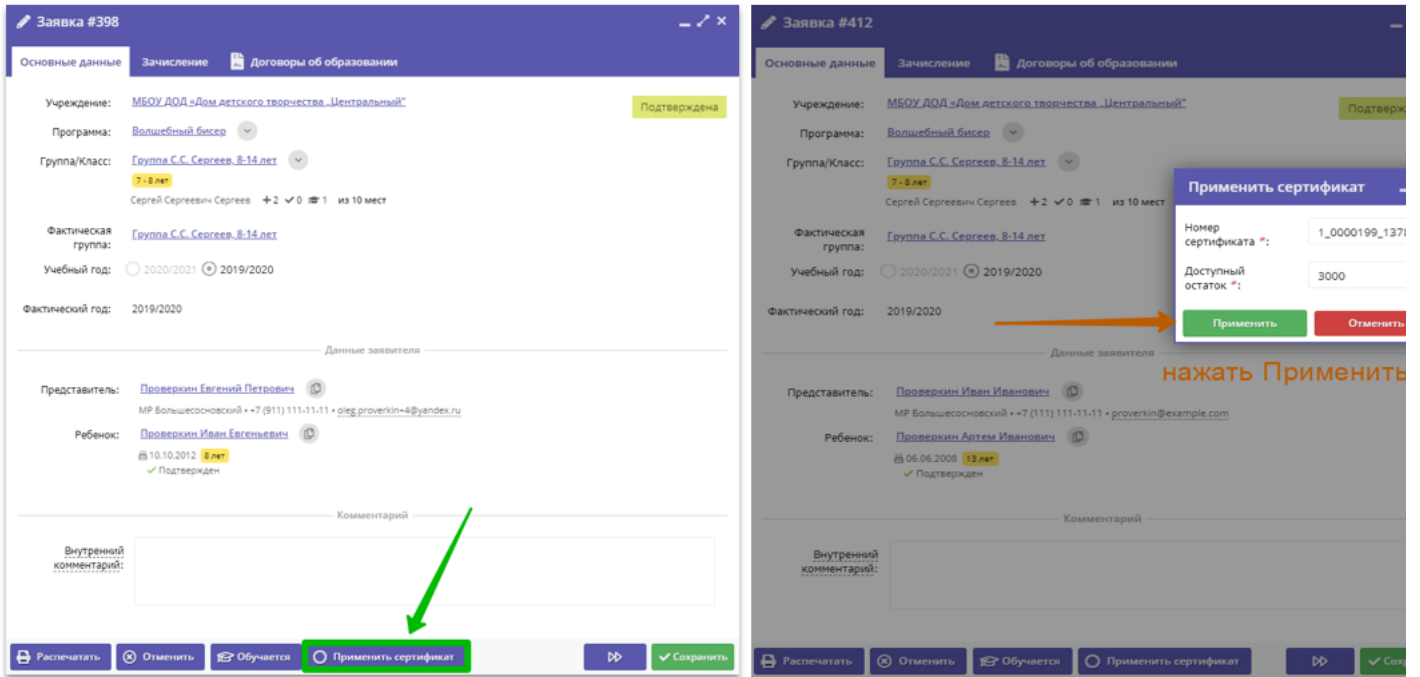 Заявка #398
Основные данные Зачисление Договоры об образовании
Учреждение: МБОУ ДОД «Дом детского творчества „Центральный"
Подтверждена
Программа: Волшебный бисер
Группа/Класс: Группа С.С. Сергеев, 8-14 лет
7 - 8 лет
Сергей Сергеевич Сергеев +2 ✓0 1 из 10 мест
Фактическая группа: Группа С.С. Сергеев, 8-14 лет
Учебный год: 2020/2021 2019/2020
Фактический год: 2019/2020
Данные заявителя
Представитель: Проверкин Евгений Петрович
МР Большесосновский • +7 (911) 111-11-11 • oleg.proverkin+4@yandex.ru
Ребенок: Проверкин Иван Евгеньевич
10.10.2012 8 лет
✓ Подтвержден
Комментарий
Внутренний
комментарий:
Распечатать Отменить Обучается Применить сертификат Сохранить
Заявка #412
Основные данные Зачисление Договоры об образовании
Учреждение: МБОУ ДОД «Дом детского творчества „Центральный"
Подтверж
Программа: Волшебный бисер
Группа/Класс: Группа С.С. Сергеев, 8-14 лет
7 - 8 лет
Сергей Сергеевич Сергеев +2 ✓0 1 из 10 мест
Фактическая группа: Группа С.С. Сергеев, 8-14 лет
Учебный год: 2020/2021 2019/2020
Фактический год: 2019/2020
Применить сертификат
Номер
сертификата *: 1_0000199_1378
Доступный
остаток *: 3000
Применить Отменить
нажать Применить
Данные заявителя
Представитель: Проверкин Иван Иванович
МР Большесосновский • +7 (111) 111-11-11 • proverkin@example.com
Ребенок: Проверкин Артем Иванович
06.06.2008 13 лет
✓ Подтвержден
Комментарий
Внутренний
комментарий:
Распечатать Отменить Обучается Применить сертификат Сохр